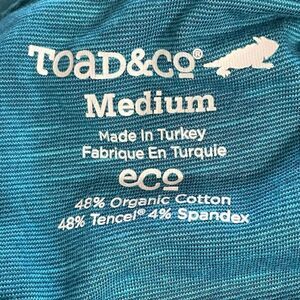 TOAD&CO®
Medium
Made In Turkey
Fabrique En Turquie
eco
48% Organic Cotton
48% Tencel® 4% Spandex